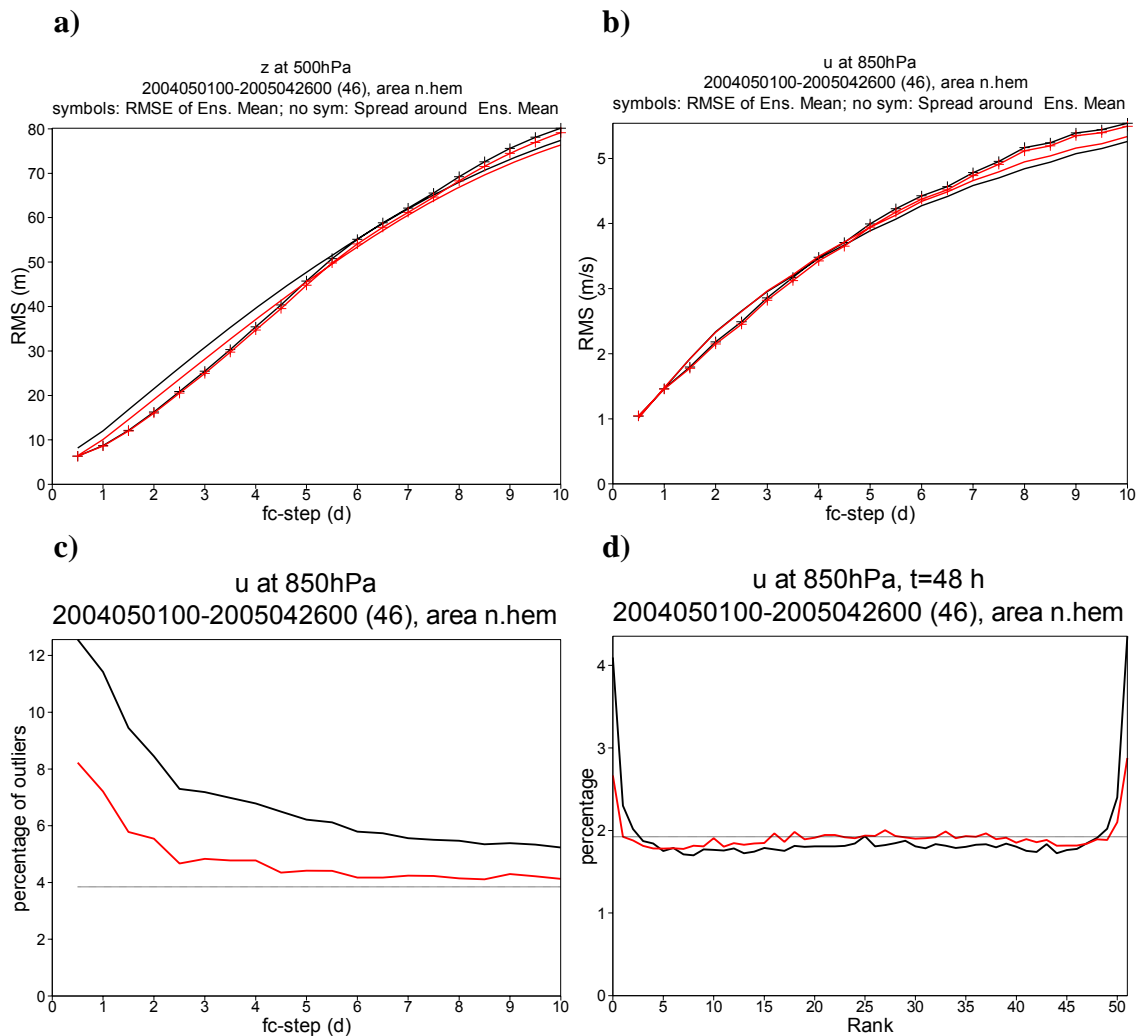 a)
z at 500hPa
2004050100-2005042600 (46), area n.hem
symbols: RMSE of Ens. Mean; no sym: Spread around Ens. Mean
80
70
60
50
40
30
20
10
0
RMS (m)
0 1 2 3 4 5 6 7 8 9 10
fc-step (d)
b)
u at 850hPa
2004050100-2005042600 (46), area n.hem
symbols: RMSE of Ens. Mean; no sym: Spread around Ens. Mean
5
4
3
2
1
0
RMS (m/s)
0 1 2 3 4 5 6 7 8 9 10
fc-step (d)
c)
u at 850hPa
2004050100-2005042600 (46), area n.hem
12
10
8
6
4
2
0
percentage of outliers
0 1 2 3 4 5 6 7 8 9 10
fc-step (d)
d)
u at 850hPa, t=48 h
2004050100-2005042600 (46), area n.hem
4
3
2
1
0
percentage
0 5 10 15 20 25 30 35 40 45 50
Rank